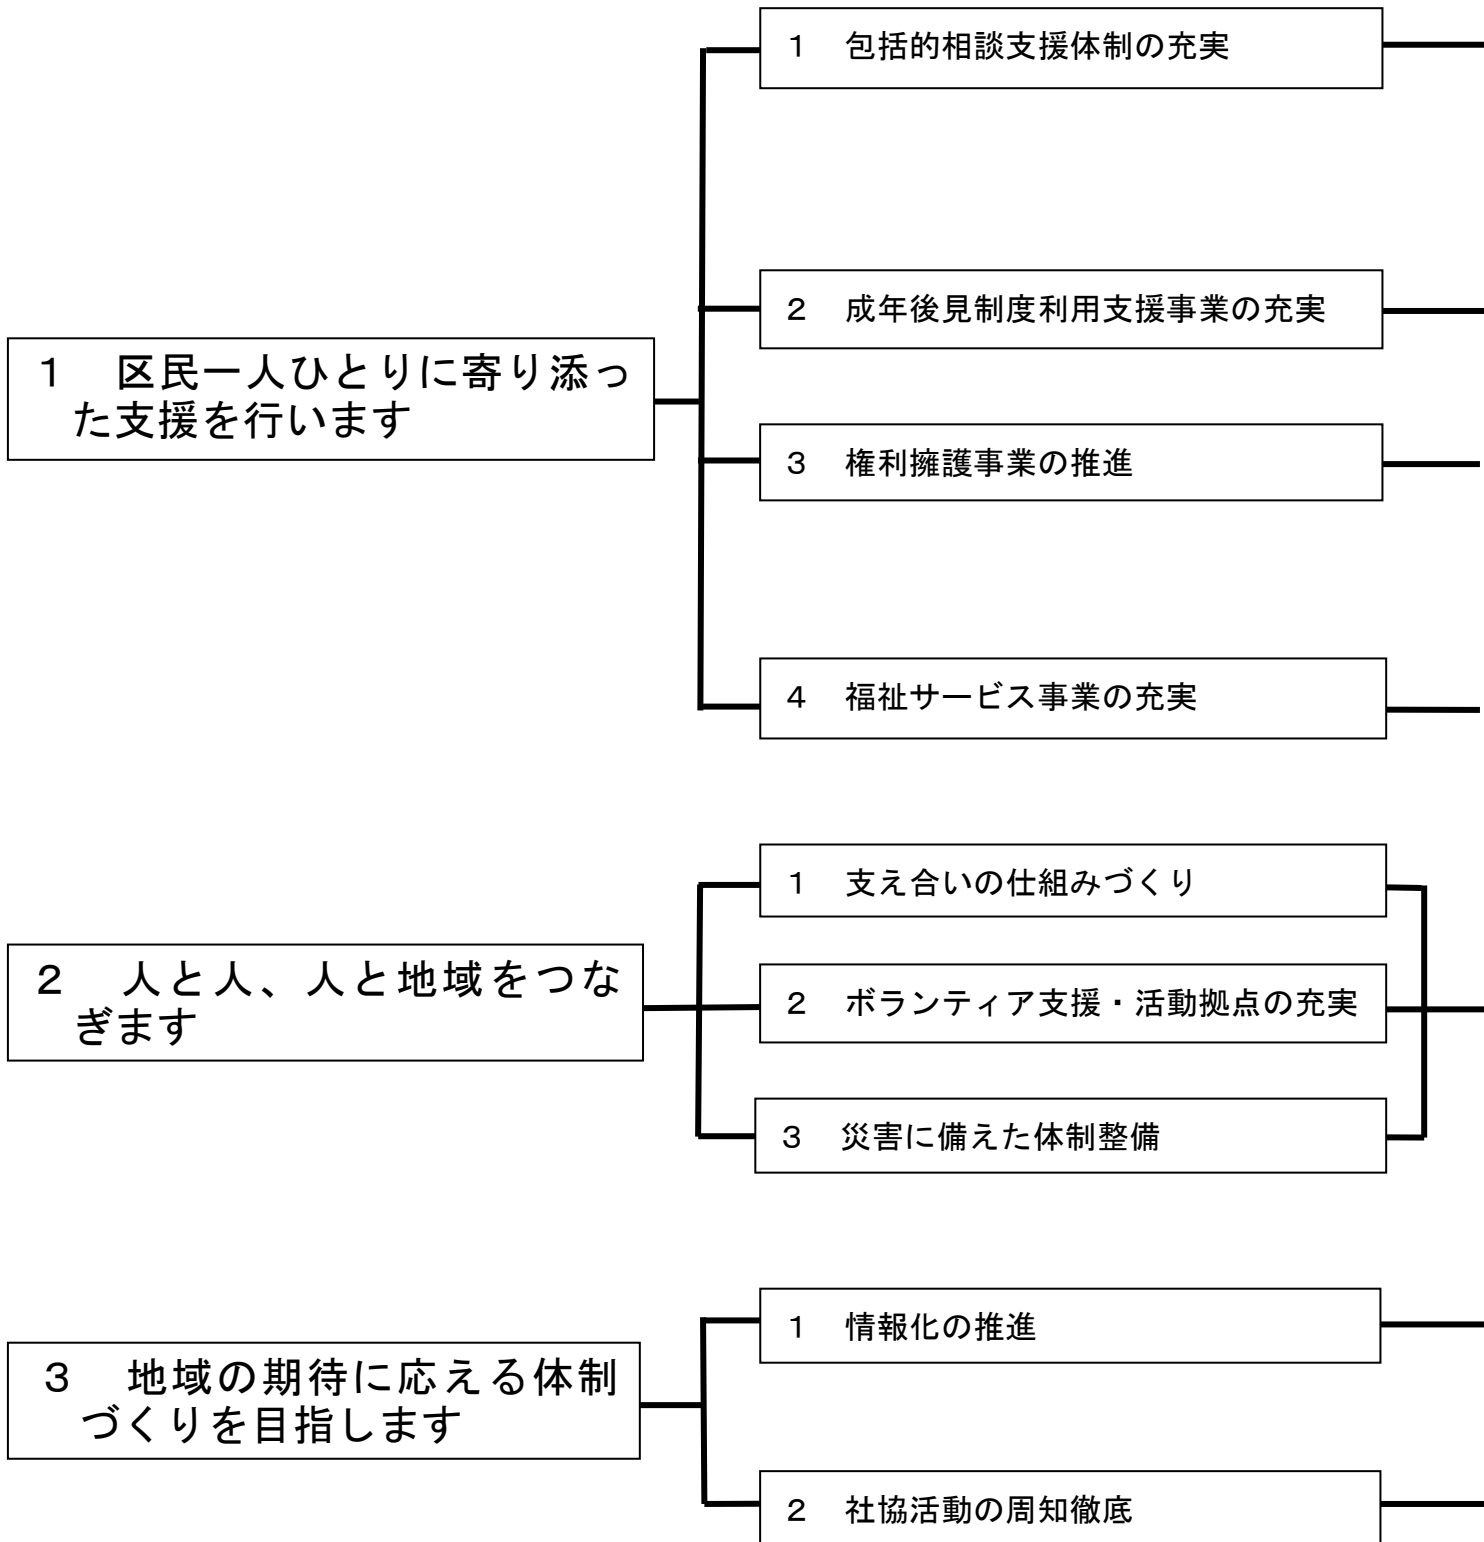 1　区民一人ひとりに寄り添っ
た支援を行います
1　包括的相談支援体制の充実
2　成年後見制度利用支援事業の充実
3　権利擁護事業の推進
4　福祉サービス事業の充実
2　人と人、人と地域をつな
ぎます
1　支え合いの仕組みづくり
2　ボランティア支援・活動拠点の充実
3　災害に備えた体制整備
3　地域の期待に応える体制
づくりを目指します
1　情報化の推進
2　社協活動の周知徹底